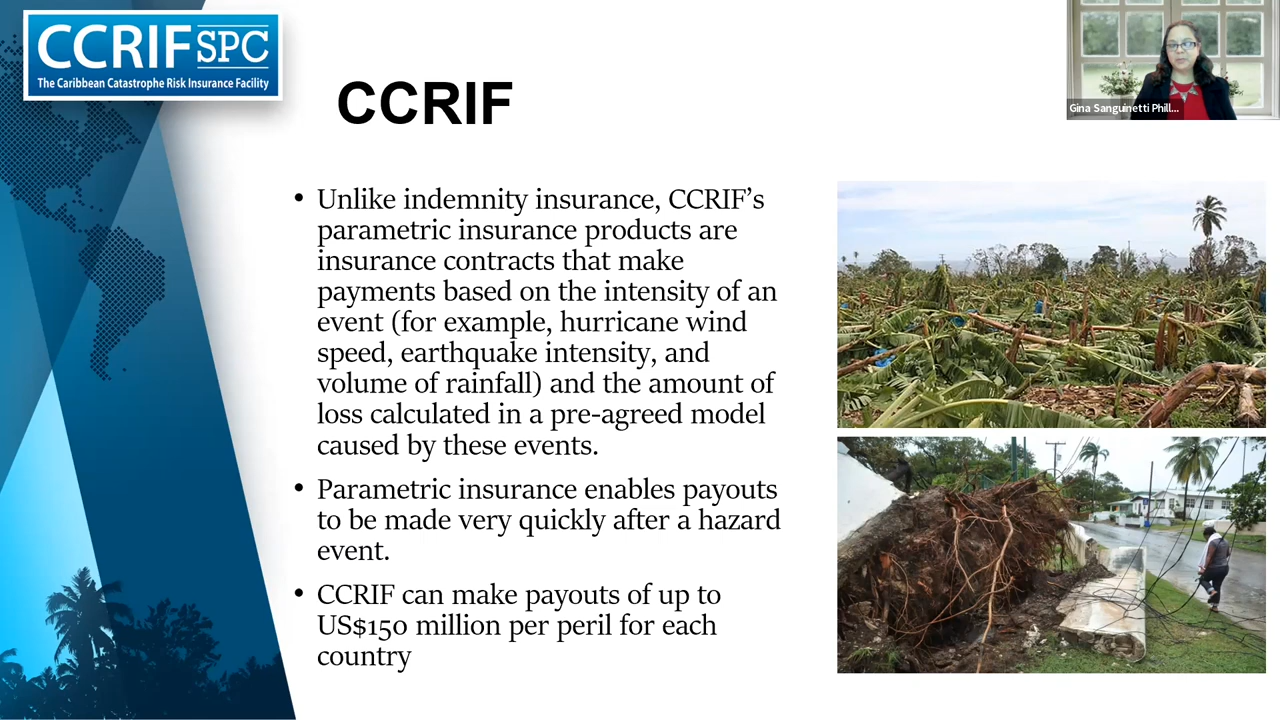 CCRIF SPC
The Caribbean Catastrophe Risk Insurance Facility
CCRIF
Gina Sanguinetti Phill...
• Unlike indemnity insurance, CCRIF’s
parametric insurance products are
insurance contracts that make
payments based on the intensity of an
event (for example, hurricane wind
speed, earthquake intensity, and
volume of rainfall) and the amount of
loss calculated in a pre-agreed model
caused by these events.
• Parametric insurance enables payouts
to be made very quickly after a hazard
event.
• CCRIF can make payouts of up to
US$150 million per peril for each
country